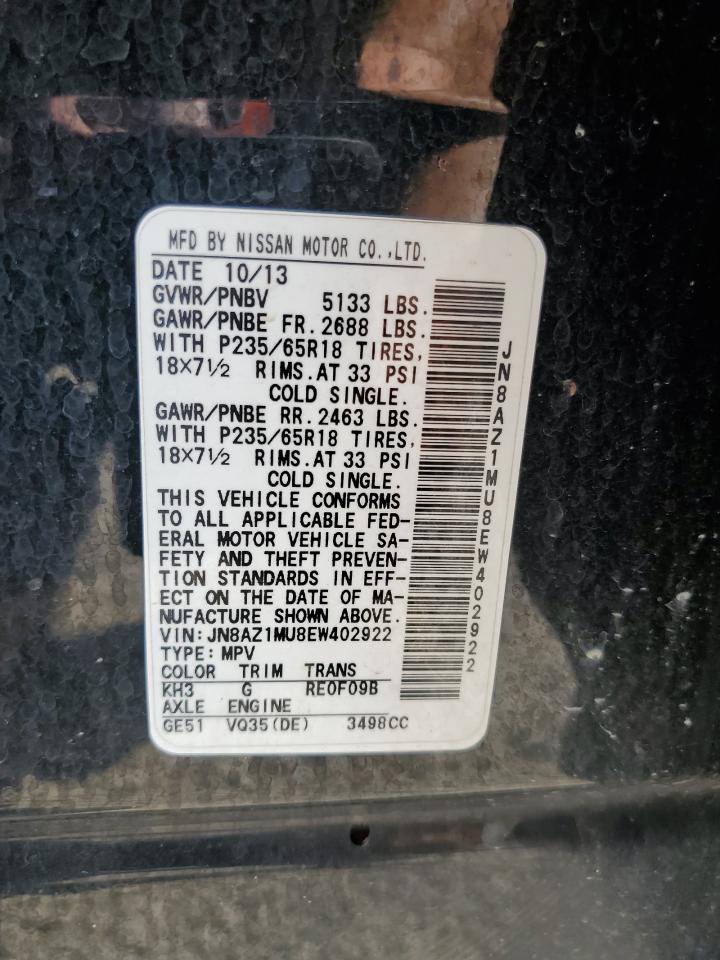 MFD BY NISSAN MOTOR CO.,LTD.
DATE 10/13
GVWR/PNBV 5133 LBS.
GAWR/PNBE FR.2688 LBS.
WITH P235/65R18 TIRES,
18×7½ RIMS.AT 33 PSI
COLD SINGLE.
GAWR/PNBE RR.2463 LBS.
WITH P235/65R18 TIRES,
18×7½ RIMS.AT 33 PSI
COLD SINGLE.
THIS VEHICLE CONFORMS
TO ALL APPLICABLE FED-
ERAL MOTOR VEHICLE SA-
FETY AND THEFT PREVEN-
TION STANDARDS IN EFF-
ECT ON THE DATE OF MA-
NUFACTURE SHOWN ABOVE.
VIN:JN8AZ1MU8EW402922
TYPE:MPV
COLOR TRIM TRANS
KH3 G RE0F09B
AXLE ENGINE
GE51 VQ35(DE) 3498CC
JN8AZ1MU8EW402922